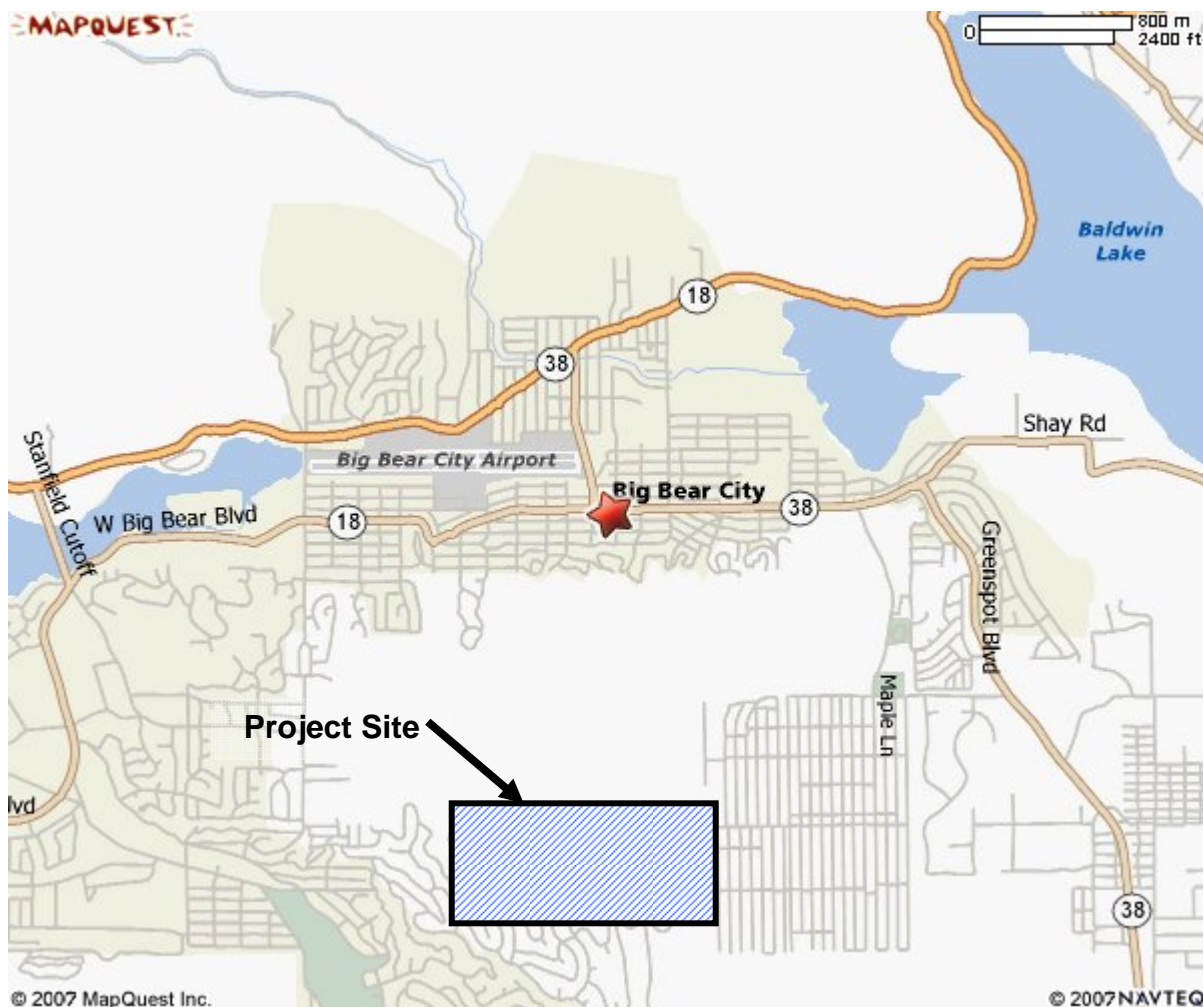 MAPQUEST
0
800 m
2400 ft
Baldwin
Lake
18
38
Shay Rd
Stanfield Cutoff
Big Bear City Airport
Big Bear City
W Big Bear Blvd
18
38
Greenspot Blvd
Maple Ln
Project Site
lvd
38
© 2007 MapQuest Inc.
© 2007 NAVTEQ